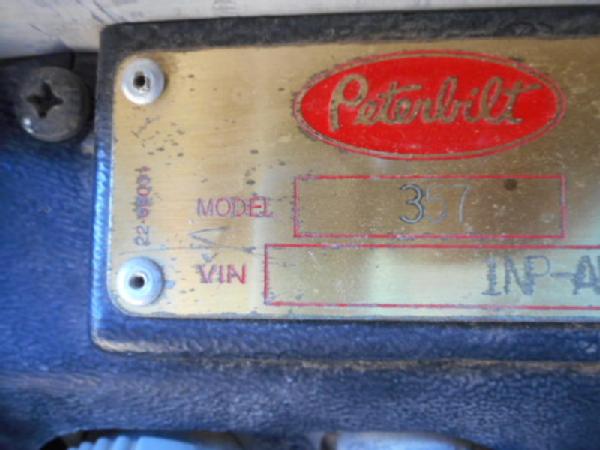 Peterbilt
MODEL 357
VIN 1NP-A